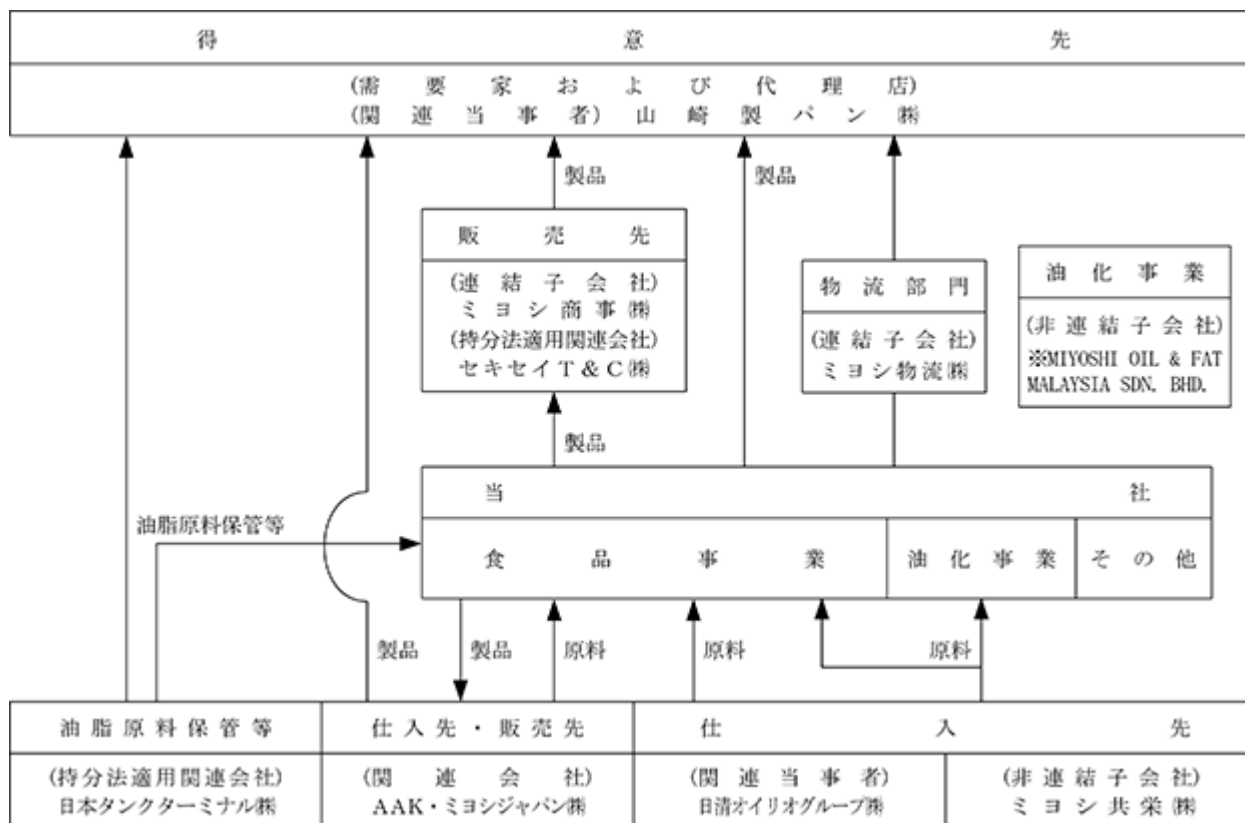 得意先
(需要家および代理店)
(関連当事者)山崎製パン㈱
製品
製品
販売先
(連結子会社)
ミヨシ商事㈱
(持分法適用関連会社)
セキセイT&C㈱
物流部門
(連結子会社)
ミヨシ物流㈱
油化事業
(非連結子会社)
※MIYOSHI OIL & FAT
MALAYSIA SDN. BHD.
製品
当社
油脂原料保管等
食品事業
油化事業
その他
製品
製品
原料
原料
原料
油脂原料保管等
仕入先・販売先
仕入先
(持分法適用関連会社)
日本タンクターミナル㈱
(関連会社)
AAK・ミヨシジャパン㈱
(関連当事者)
日清オイリオグループ㈱
(非連結子会社)
ミヨシ共栄㈱